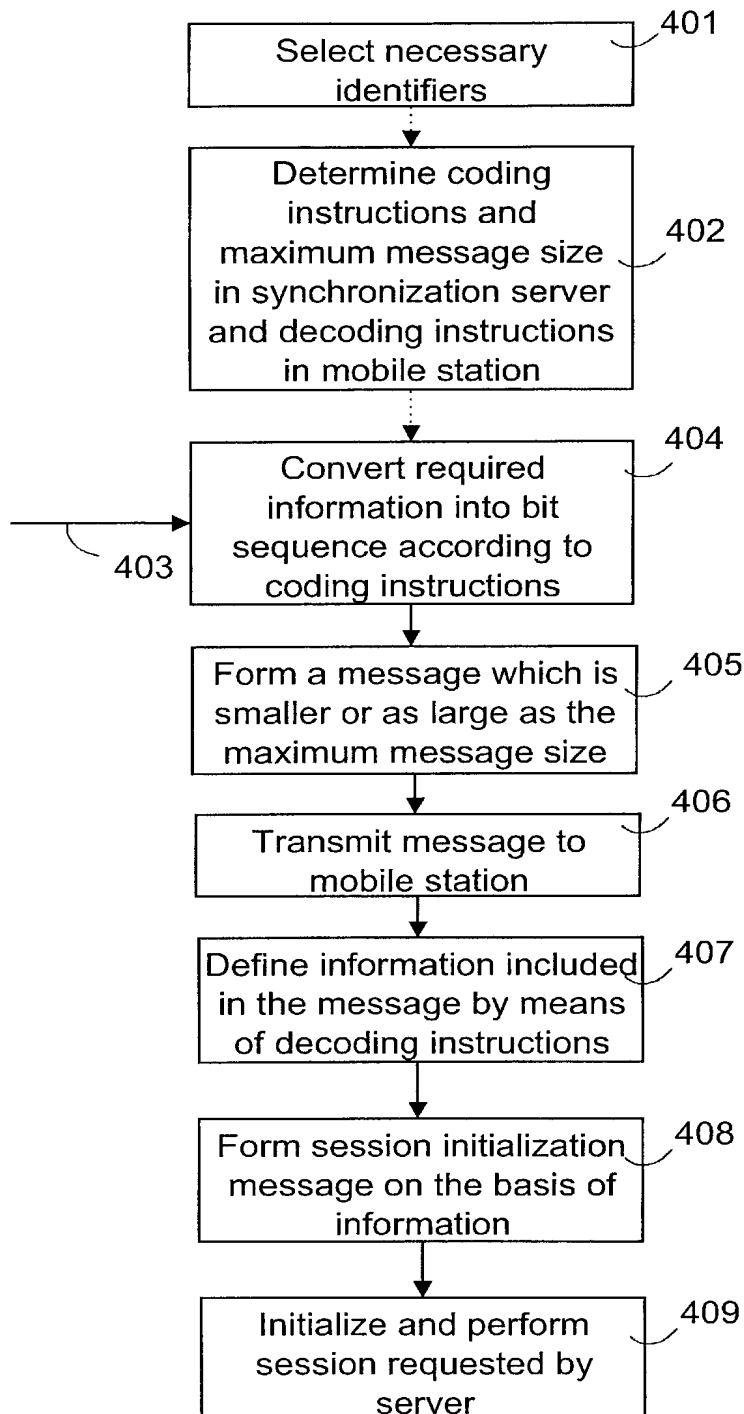 401
Select necessary
identifiers
Determine coding
instructions and
maximum message size
in synchronization server
and decoding instructions
in mobile station
402
404
Convert required
information into bit
sequence according to
coding instructions
403
Form a message which is
smaller or as large as the
maximum message size
405
406
Transmit message to
mobile station
Define information included
in the message by means
of decoding instructions
407
Form session initialization
message on the basis of
information
408
Initialize and perform
session requested by
server
409